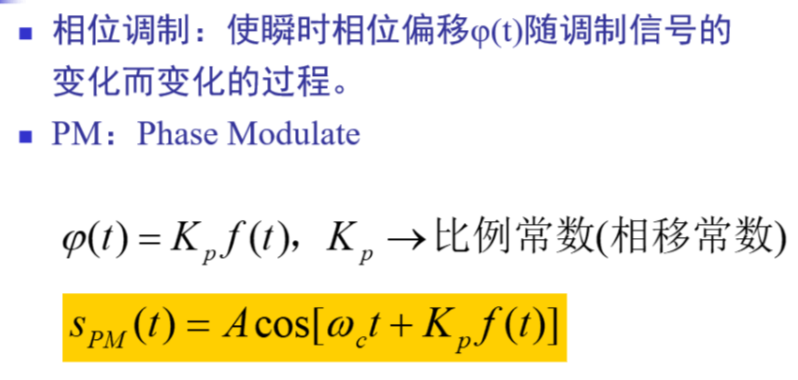 ■ 相位调制：使瞬时相位偏移φ(t)随调制信号的
变化而变化的过程。
■ PM：Phase Modulate
φ(t) = K_p f(t)，K_p → 比例常数(相移常数)
s_{PM}(t) = A cos[ω_c t + K_p f(t)]